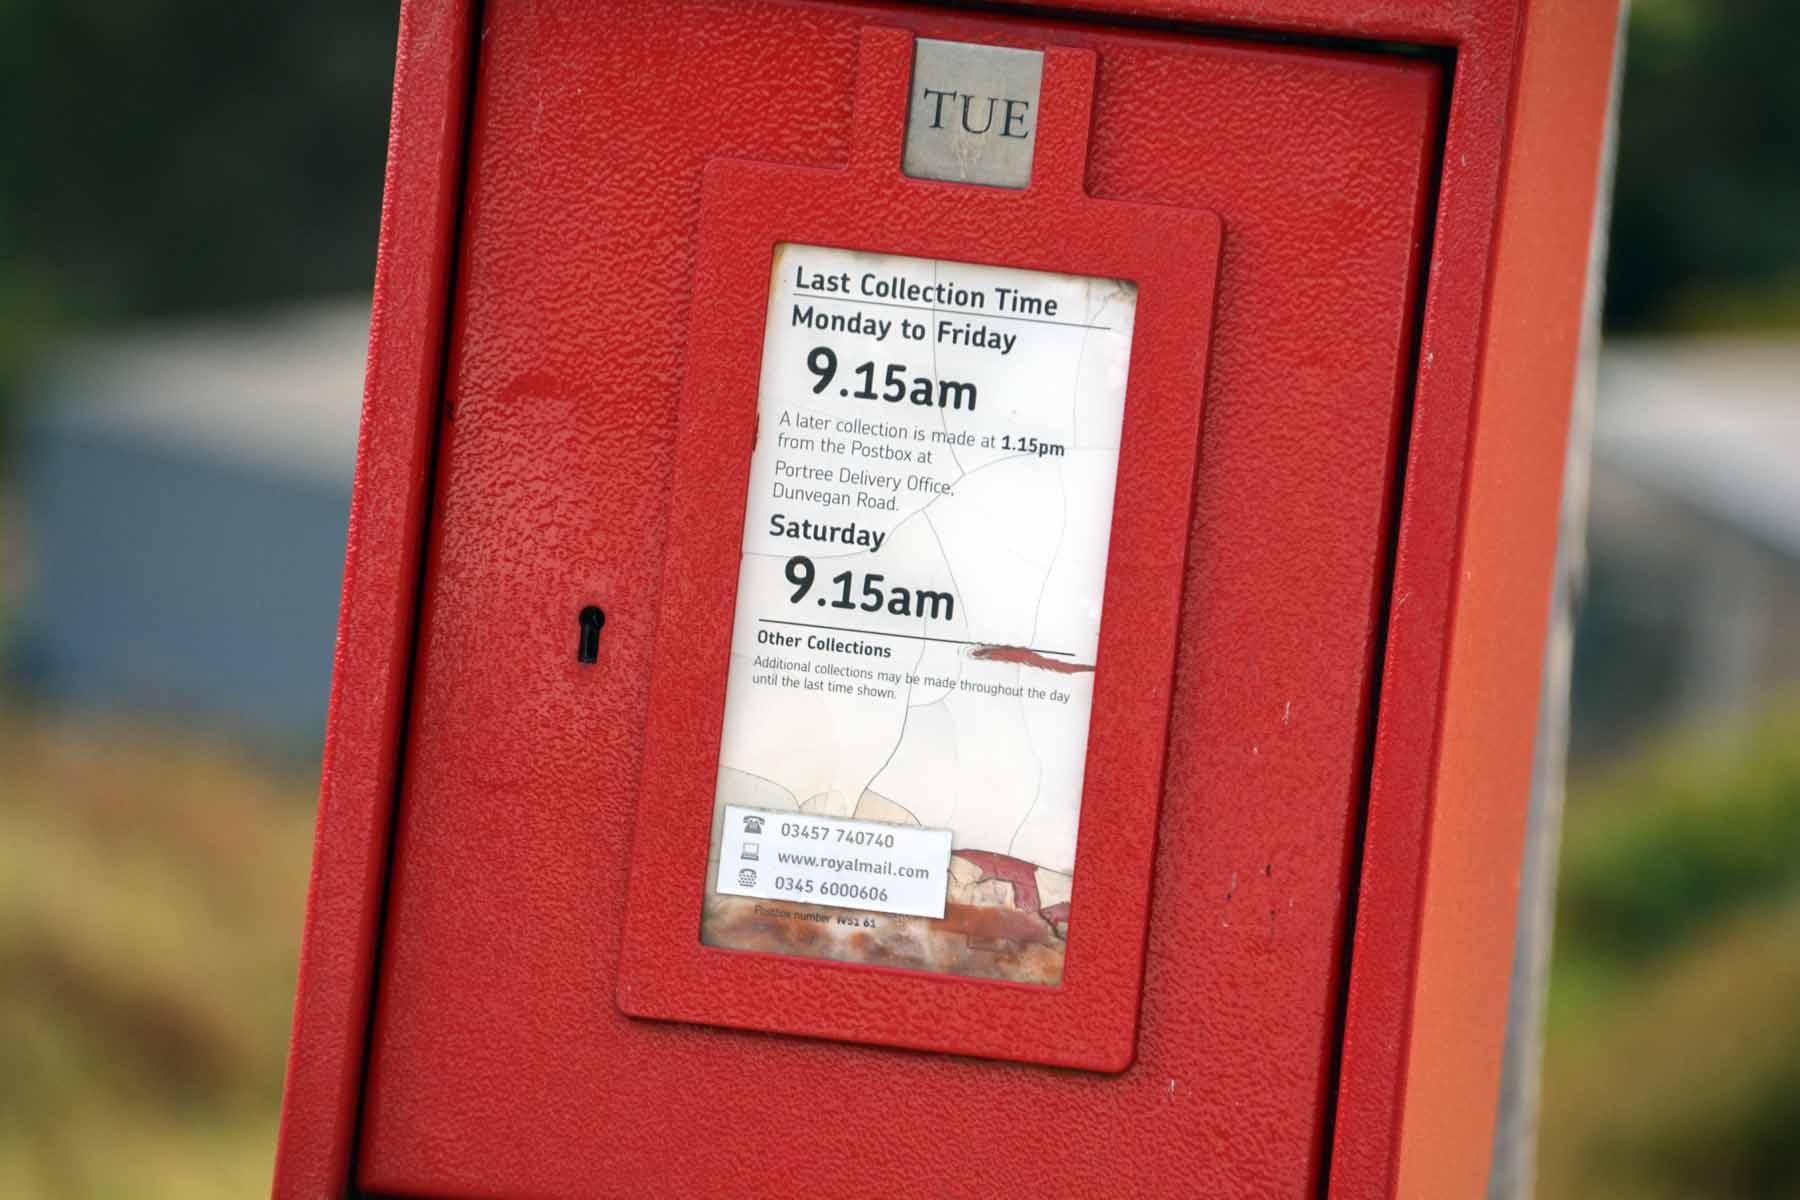 TUE
Last Collection Time
Monday to Friday
9.15am
A later collection is made at 1.15pm
from the Postbox at
Portree Delivery Office,
Dunvegan Road.
Saturday
9.15am
Other Collections
Additional collections may be made throughout the day
until the last time shown.
03457 740740
www.royalmail.com
0345 6000606
Postbox number IV51 61